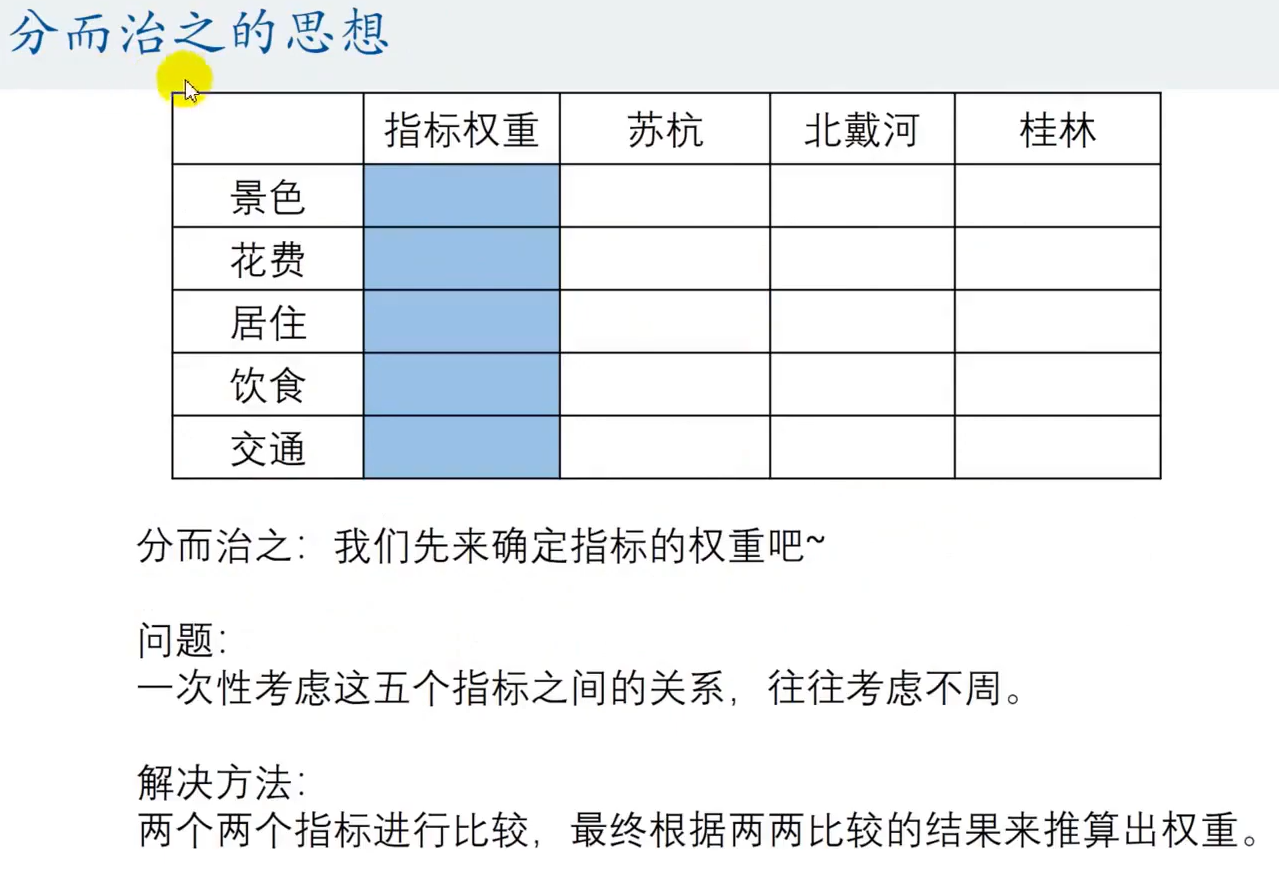 分而治之的思想
指标权重 苏杭 北戴河 桂林
景色
花费
居住
饮食
交通
分而治之：我们先来确定指标的权重吧~
问题：
一次性考虑这五个指标之间的关系，往往考虑不周。
解决方法：
两个两个指标进行比较，最终根据两两比较的结果来推算出权重。